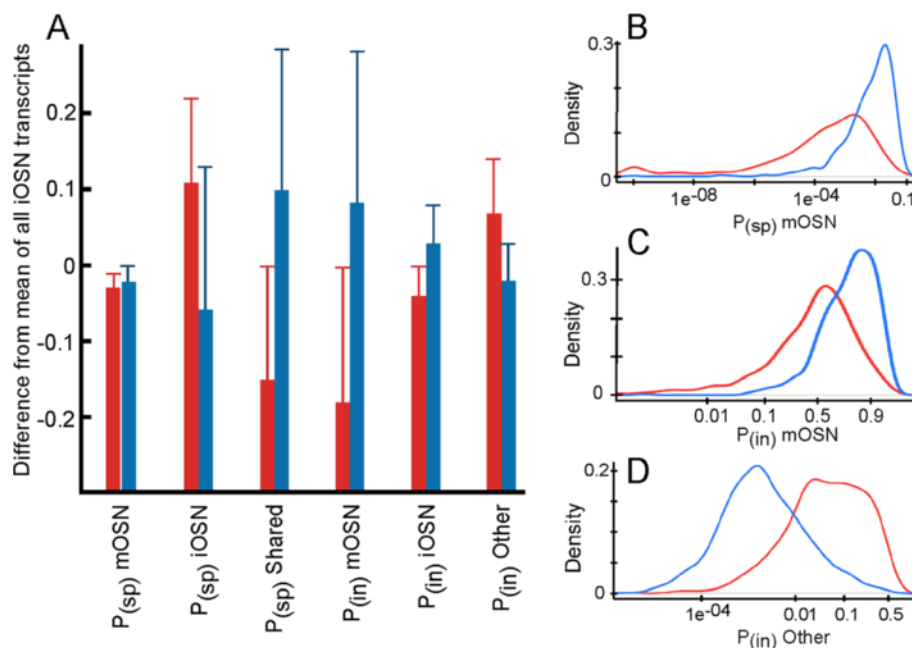 A
Difference from mean of all iOSN transcripts
0.2
0.1
0
-0.1
-0.2
P(sp) mOSN
P(sp) iOSN
P(sp) Shared
P(in) mOSN
P(in) iOSN
P(in) Other
B
Density
0.3
0
1e-08
1e-04
0.1
P(sp) mOSN
C
Density
0.3
0
0.01
0.1
0.5
0.9
P(in) mOSN
D
Density
0.2
0
1e-04
0.01
0.1
0.5
P(in) Other